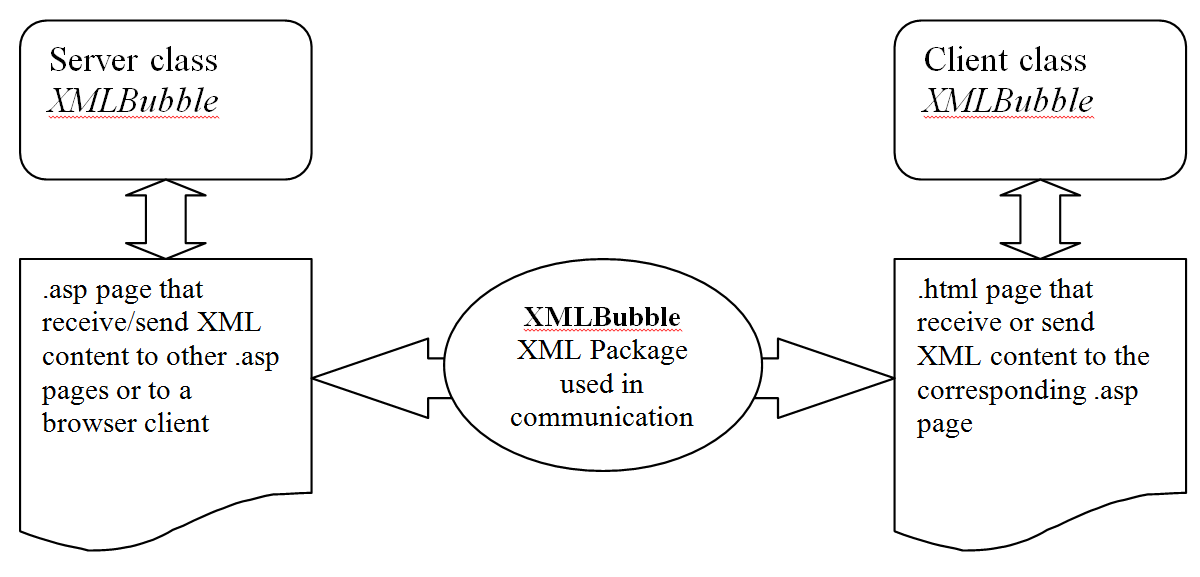 Server class
XMLBubble
Client class
XMLBubble
.asp page that
receive/send XML
content to other .asp
pages or to a
browser client
XMLBubble
XML Package
used in
communication
.html page that
receive or send
XML content to the
corresponding .asp
page